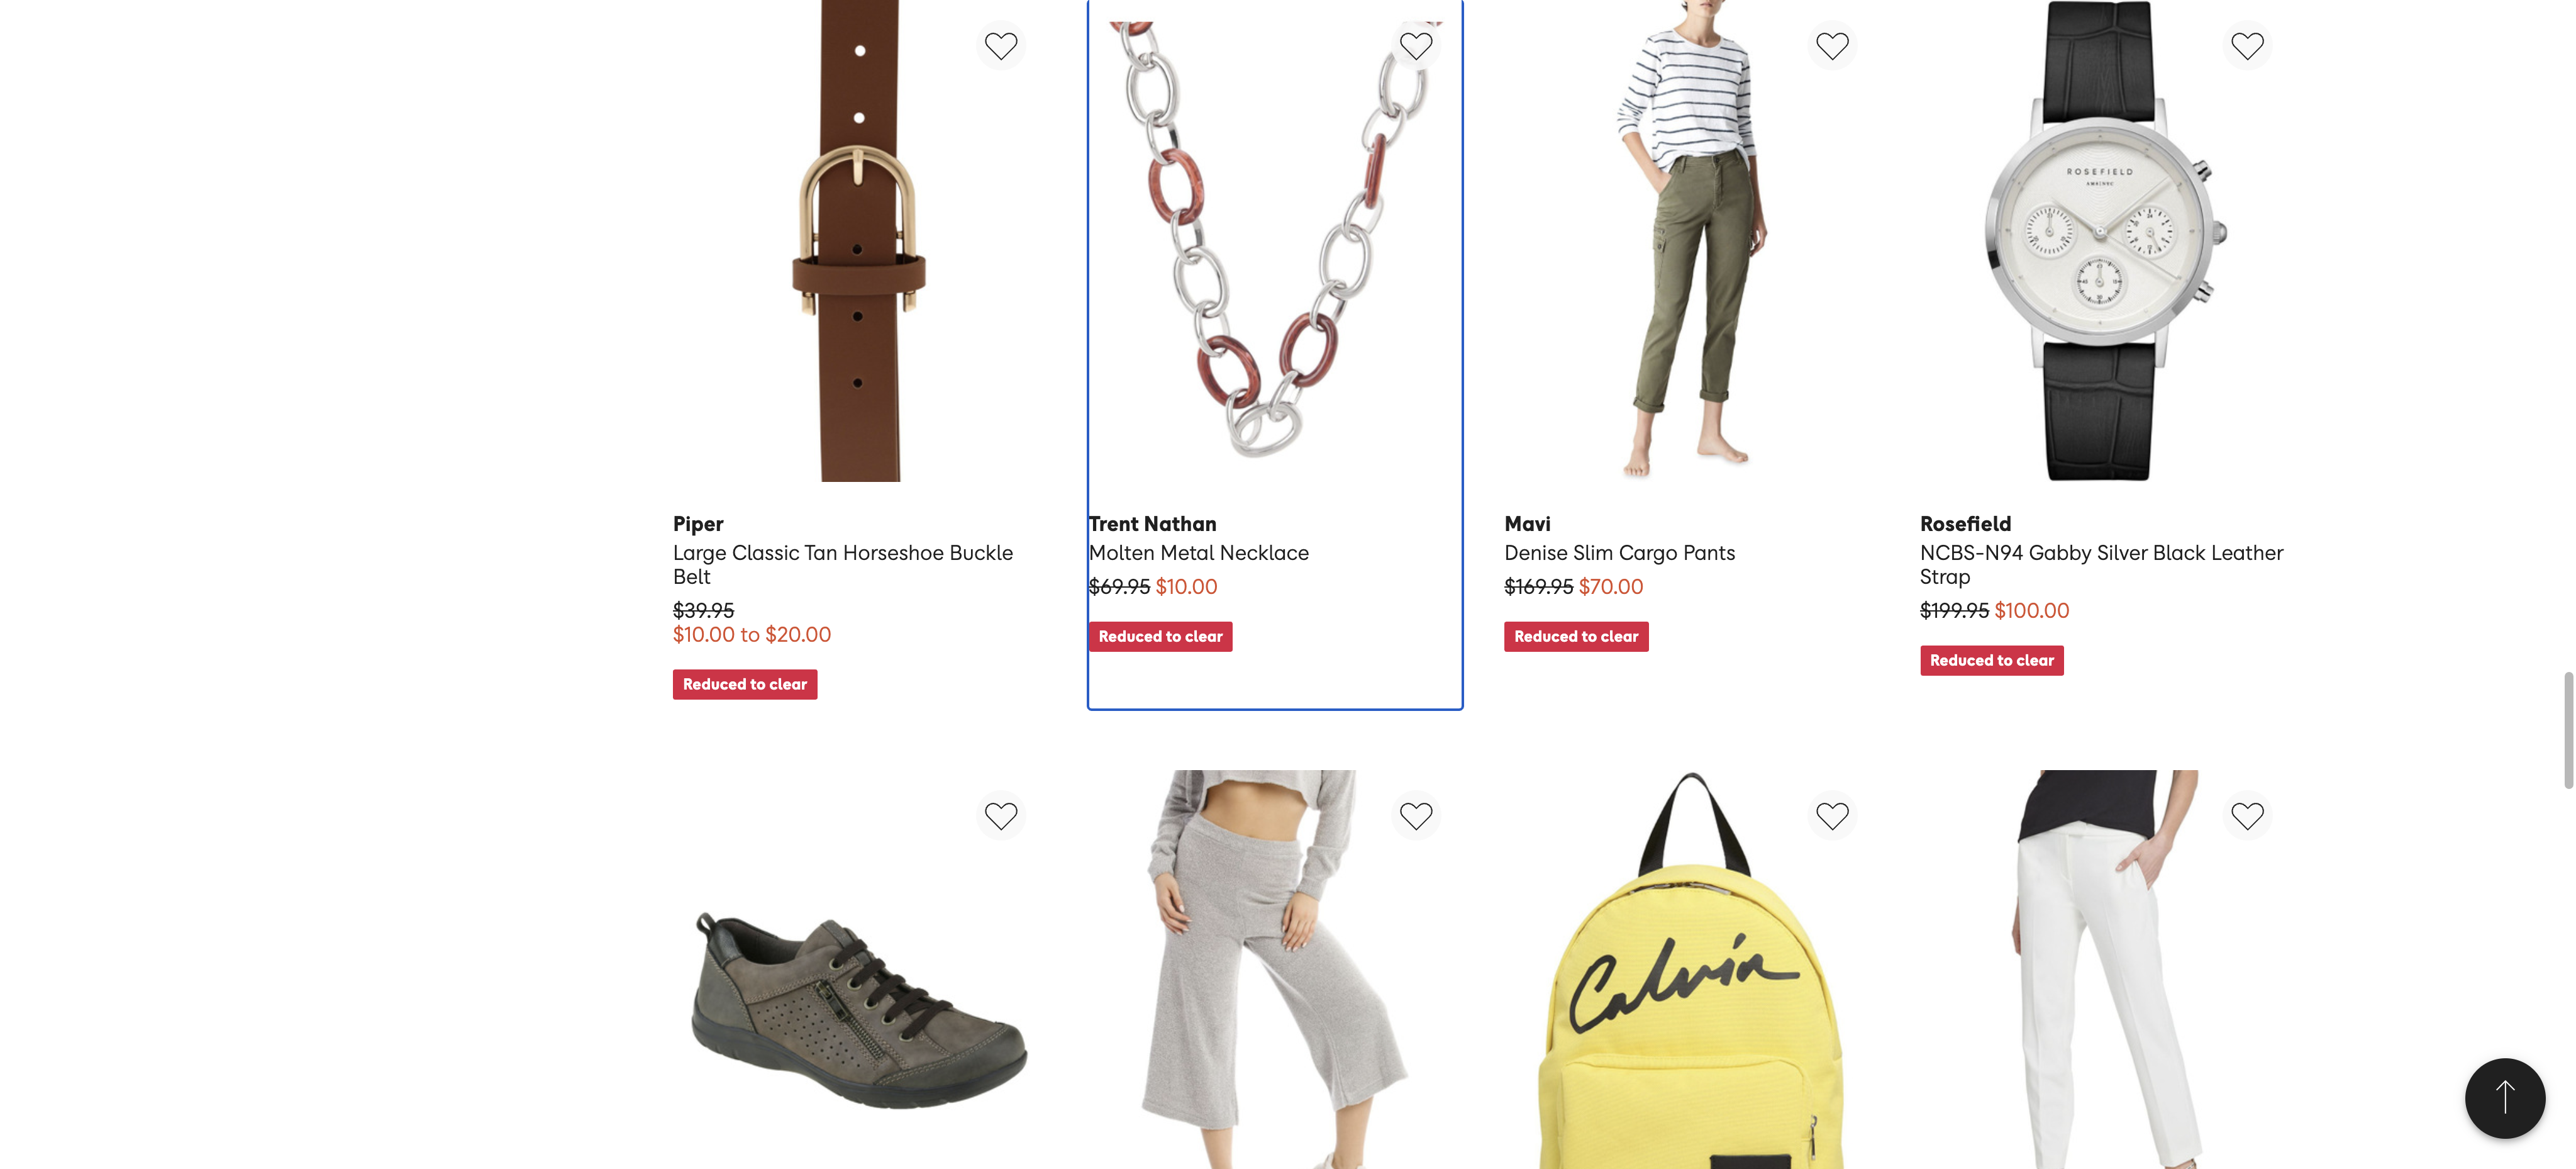 ROSEFIELD
Piper
Large Classic Tan Horseshoe Buckle
Belt
$39.95
$10.00 to $20.00
Reduced to clear
Trent Nathan
Molten Metal Necklace
$69.95 $10.00
Reduced to clear
Mavi
Denise Slim Cargo Pants
$169.95 $70.00
Reduced to clear
Rosefield
NCBS-N94 Gabby Silver Black Leather
Strap
$199.95 $100.00
Reduced to clear
Calvin